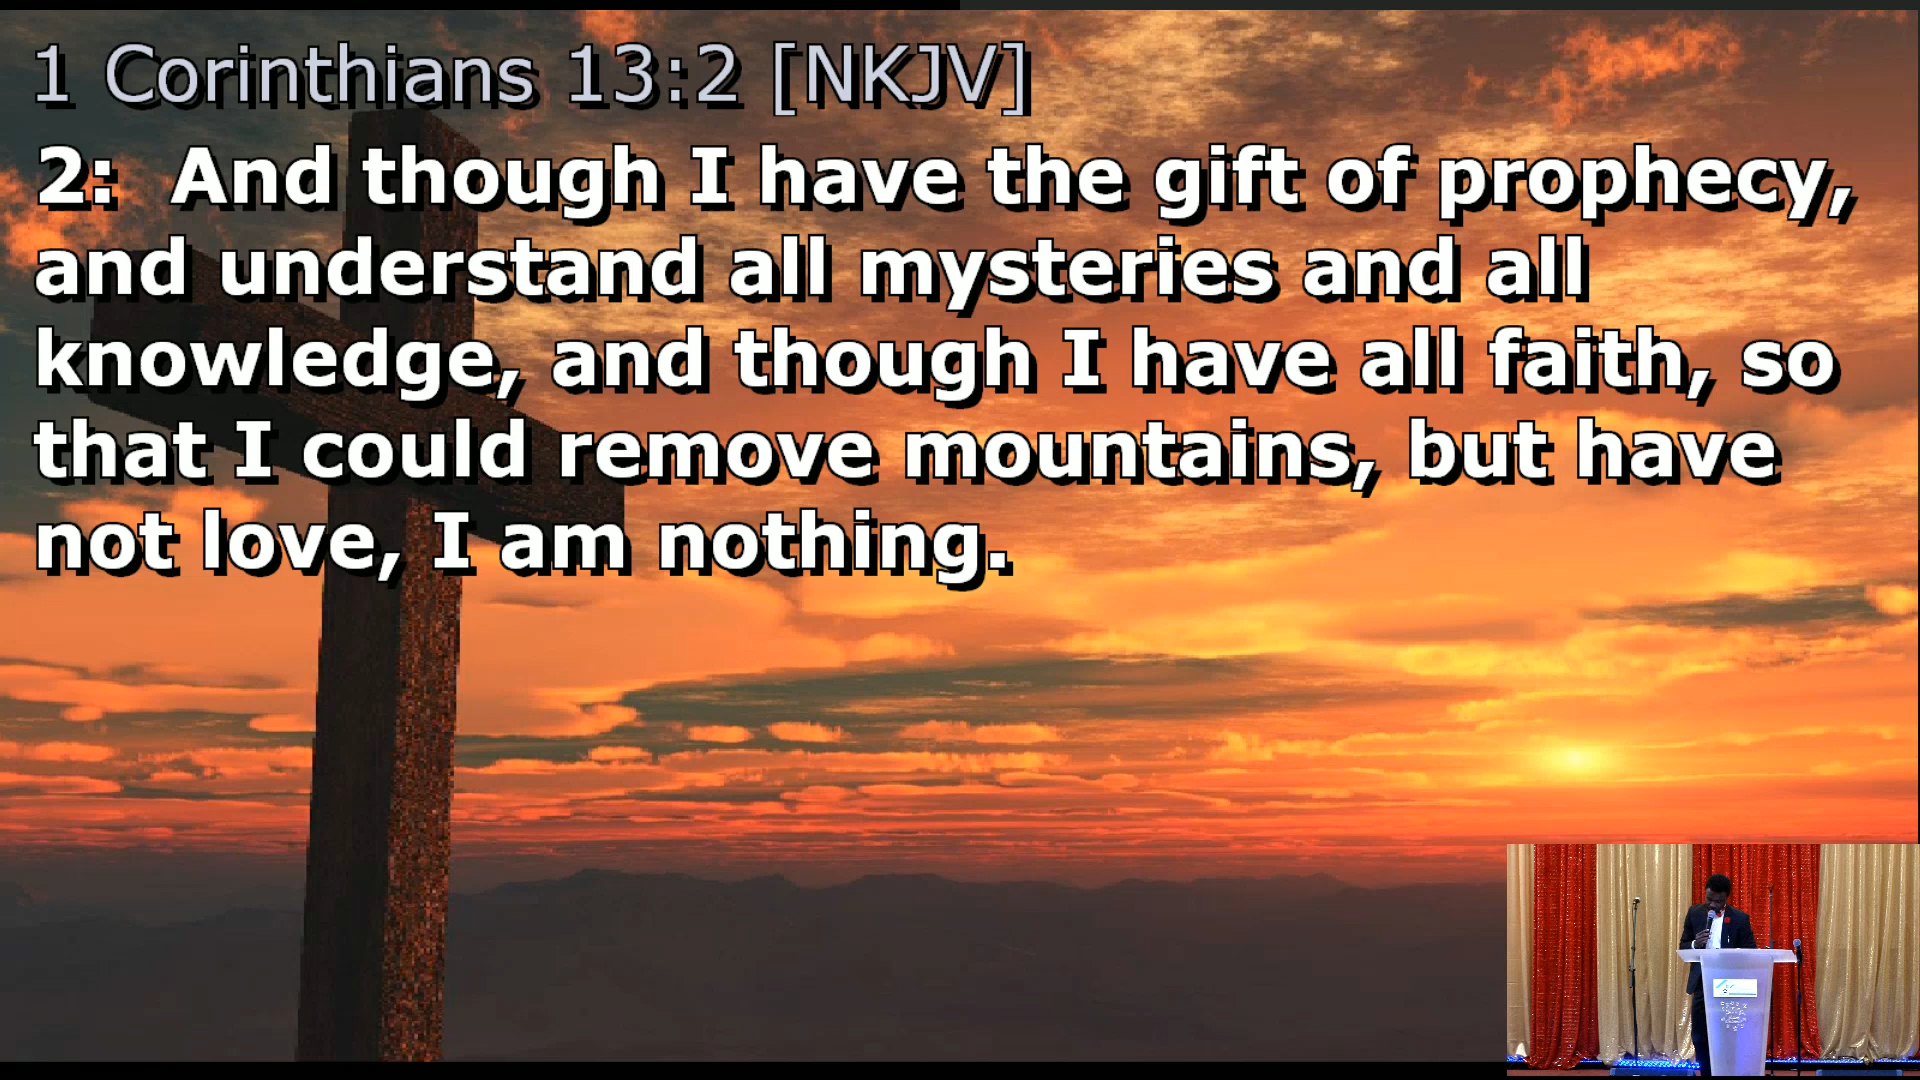 1 Corinthians 13:2 [NKJV]
2: And though I have the gift of prophecy,
and understand all mysteries and all
knowledge, and though I have all faith, so
that I could remove mountains, but have
not love, I am nothing.